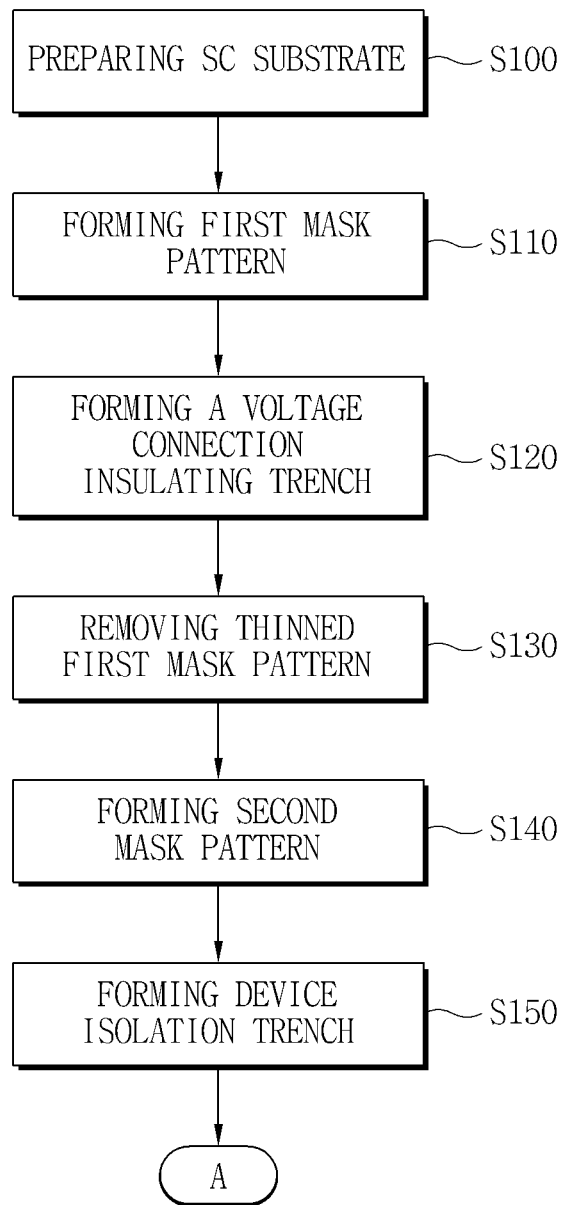 PREPARING SC SUBSTRATE
S100
FORMING FIRST MASK
PATTERN
S110
FORMING A VOLTAGE
CONNECTION
INSULATING TRENCH
S120
REMOVING THINNED
FIRST MASK PATTERN
S130
FORMING SECOND
MASK PATTERN
S140
FORMING DEVICE
ISOLATION TRENCH
S150
A